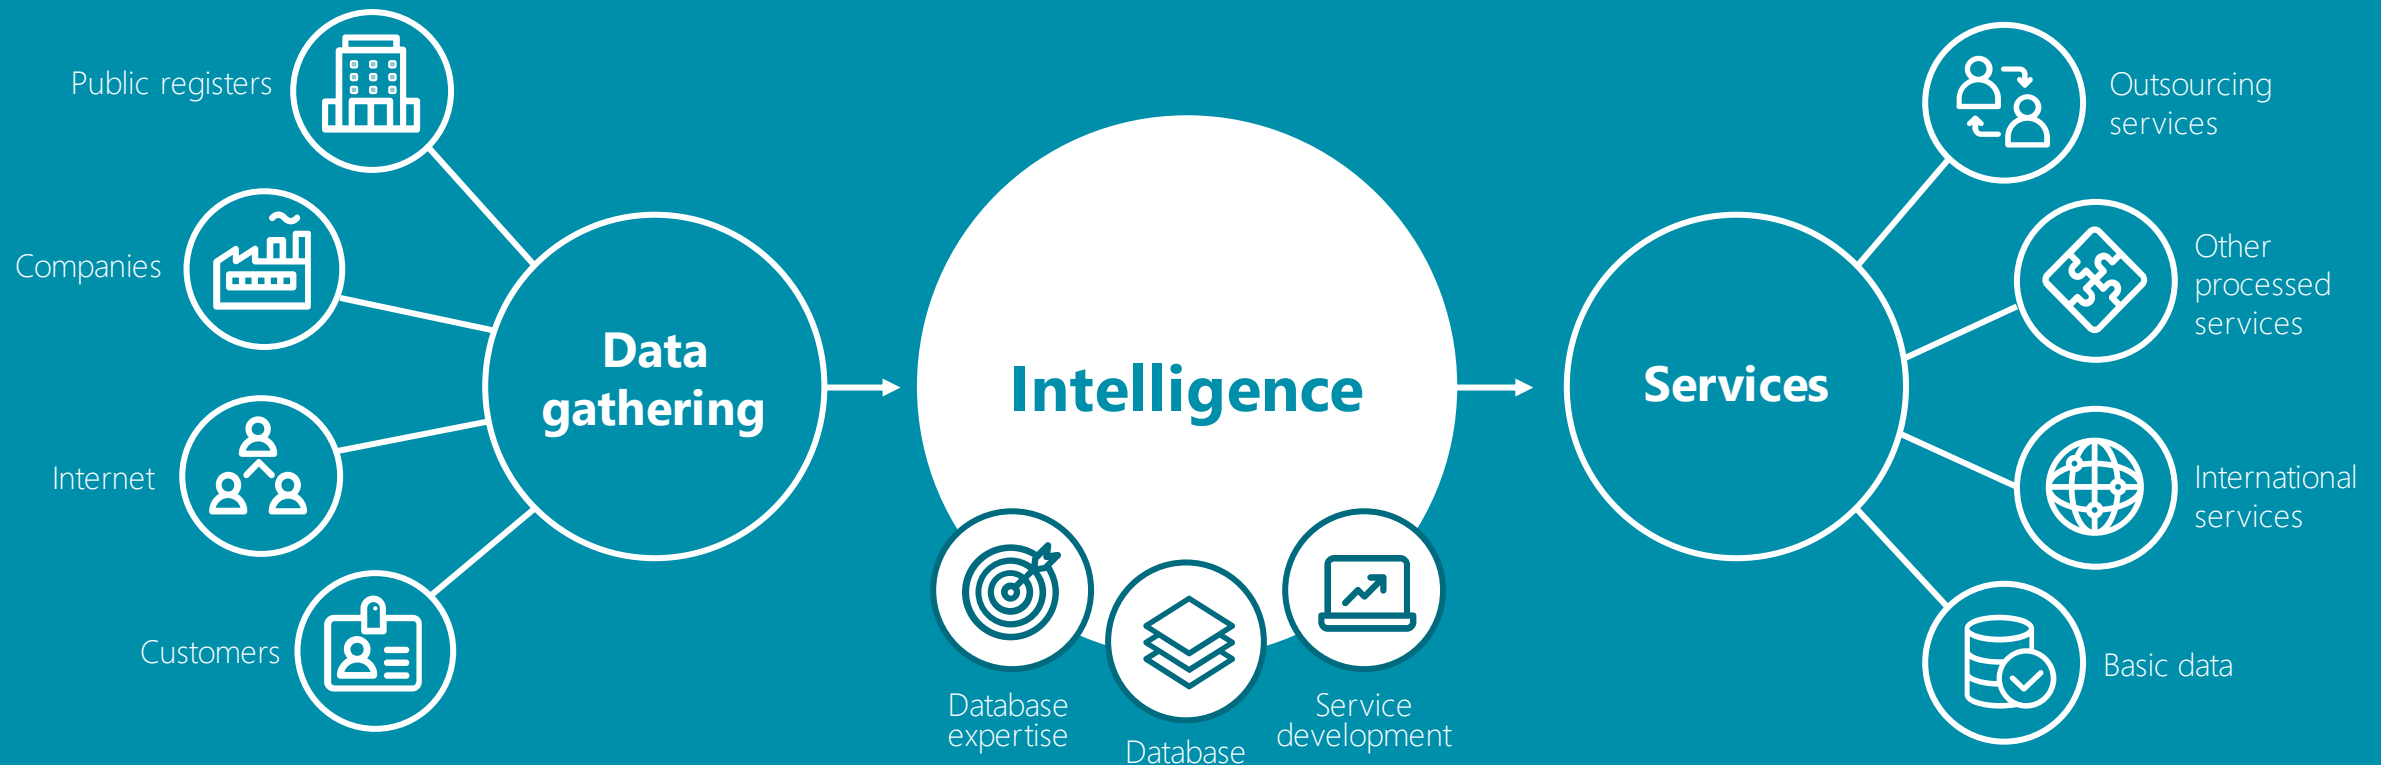 Public registers
Companies
Internet
Customers
Data
gathering
Intelligence
Database
expertise
Database
Service
development
Services
Outsourcing
services
Other
processed
services
International
services
Basic data